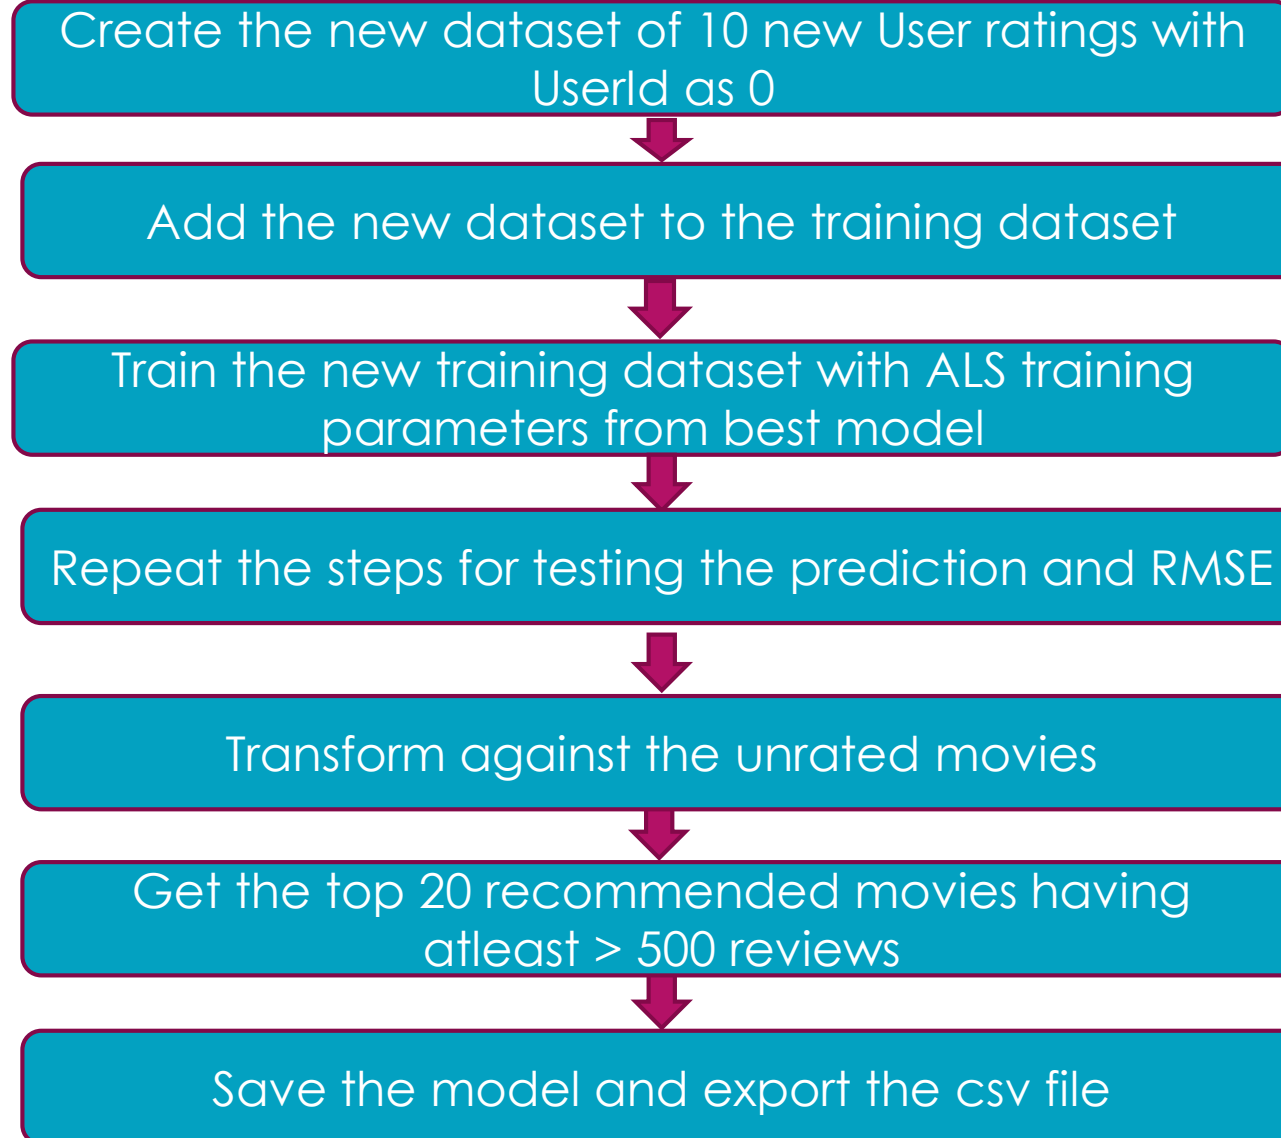 Create the new dataset of 10 new User ratings with
UserId as 0
Add the new dataset to the training dataset
Train the new training dataset with ALS training
parameters from best model
Repeat the steps for testing the prediction and RMSE
Transform against the unrated movies
Get the top 20 recommended movies having
atleast > 500 reviews
Save the model and export the csv file